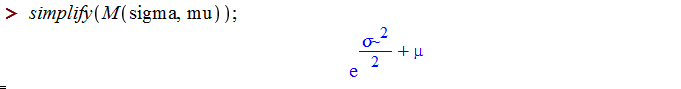 > simplify(M(sigma, mu));
e^(σ~^2/2 + μ)